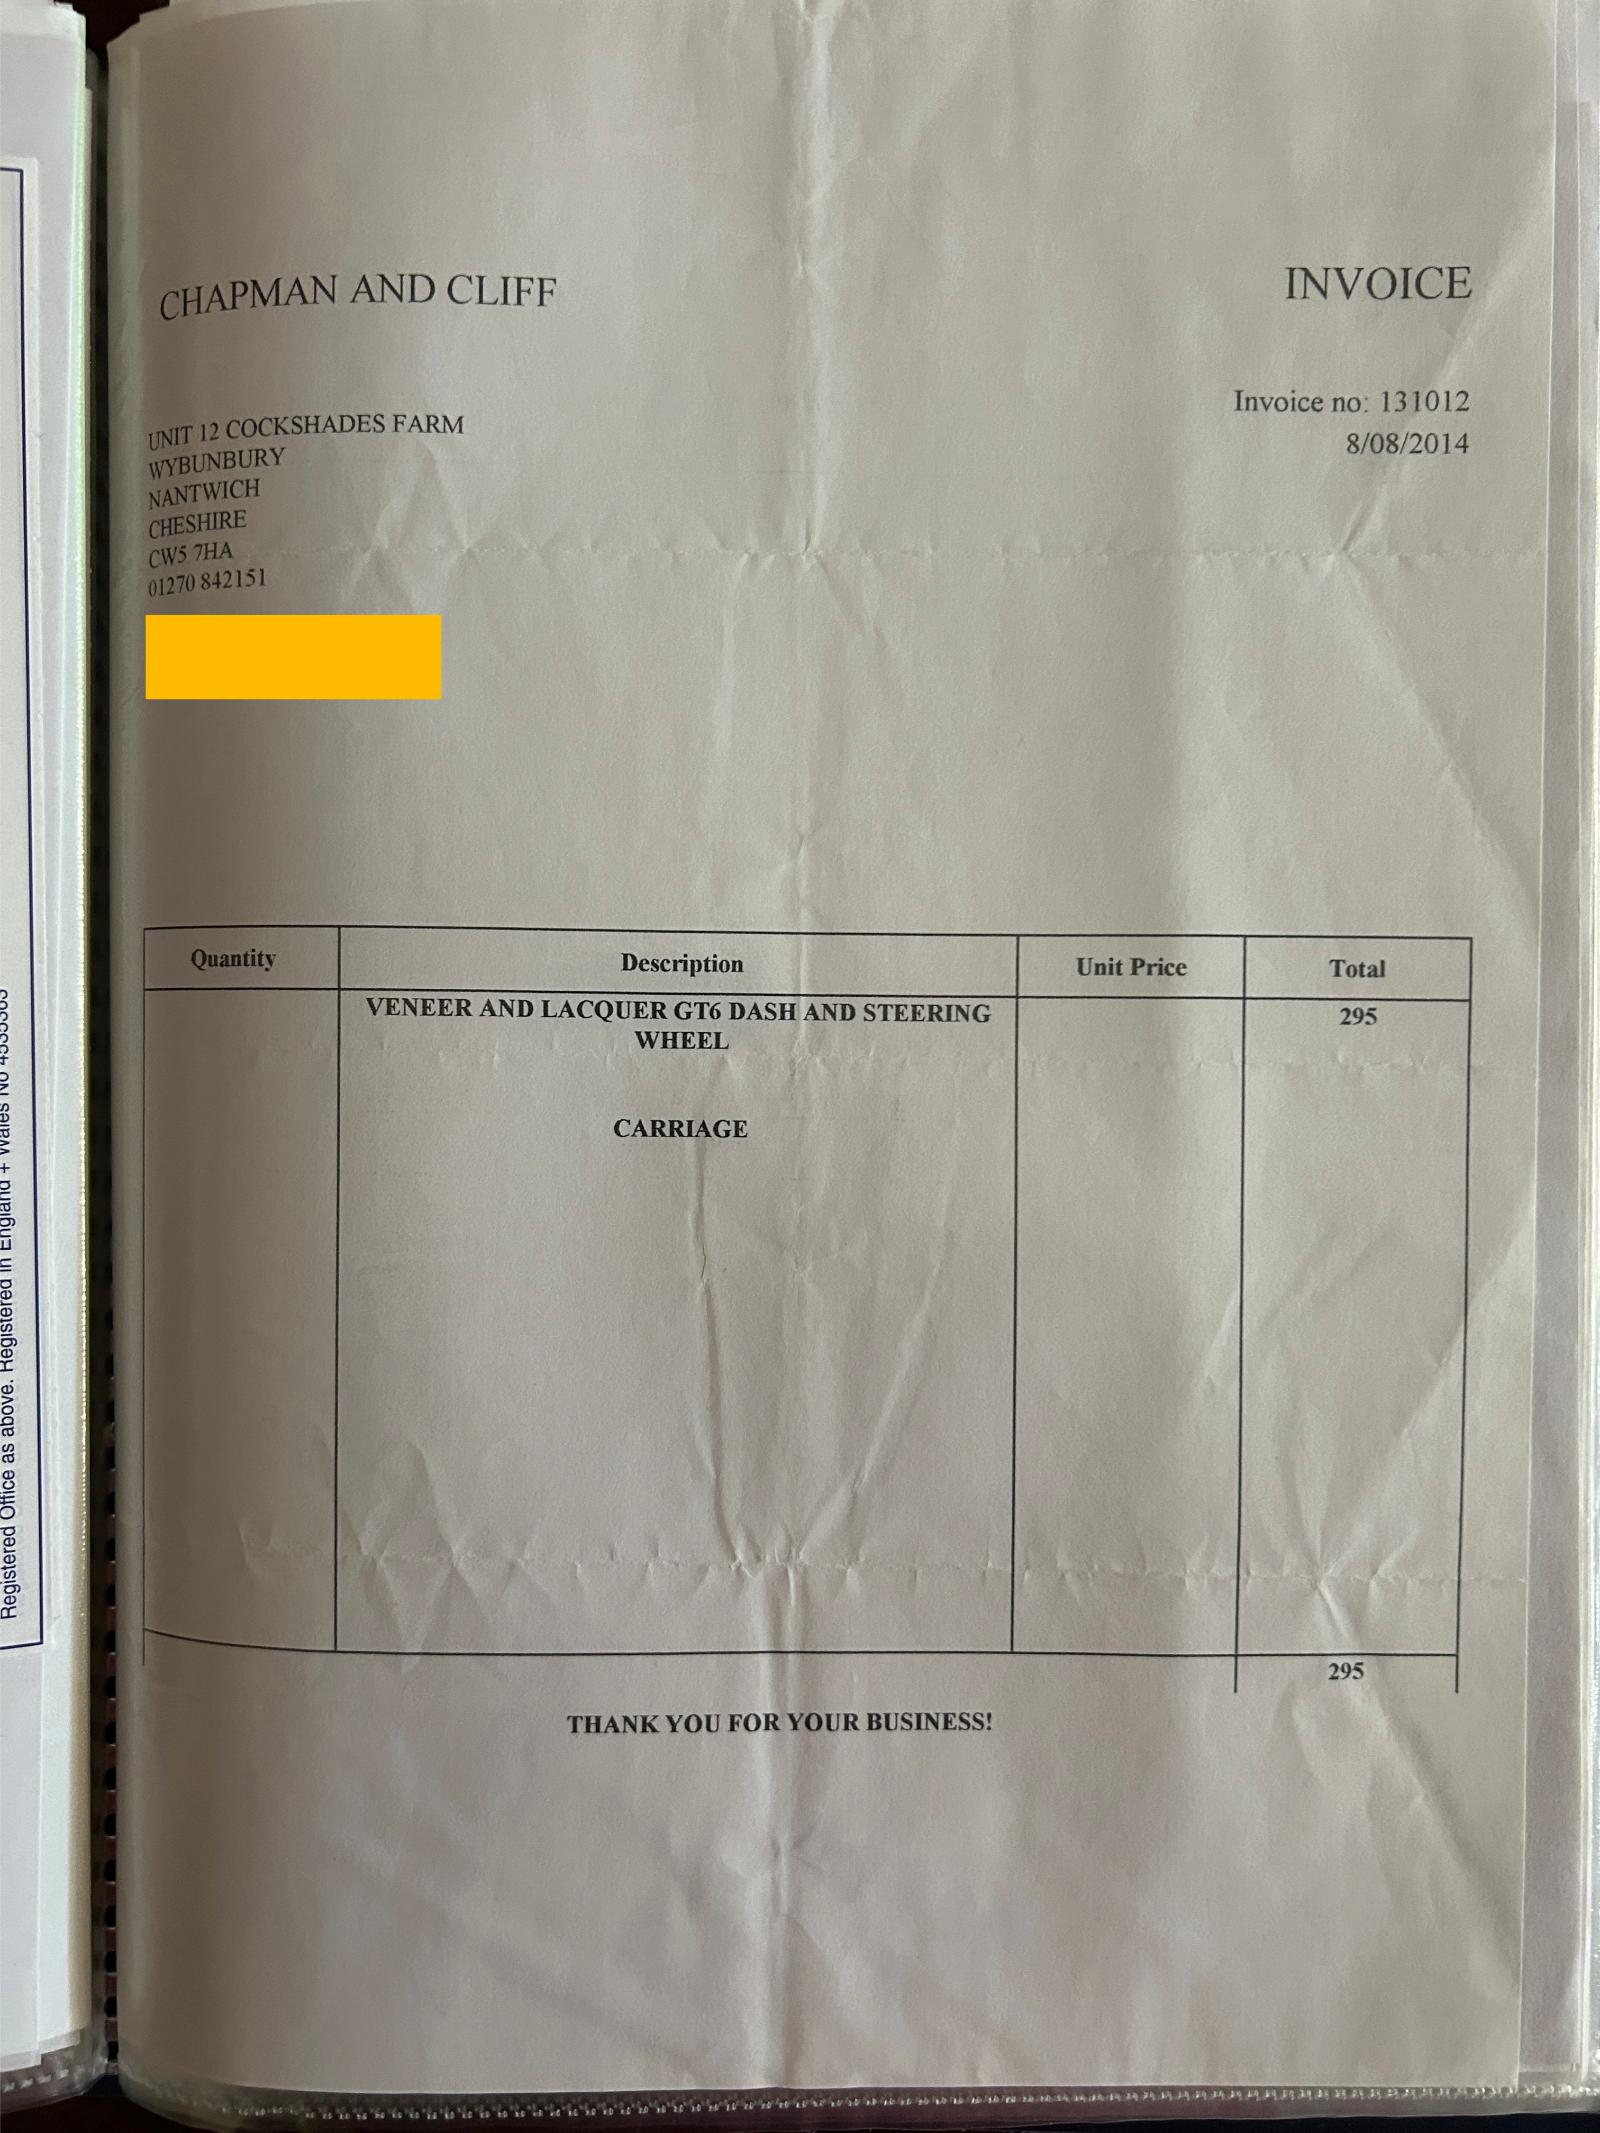 CHAPMAN AND CLIFF
INVOICE
Invoice no: 131012
8/08/2014
UNIT 12 COCKSHADES FARM
WYBUNBURY
NANTWICH
CHESHIRE
CW5 7HA
01270 842151
Quantity Description Unit Price Total
VENEER AND LACQUER GT6 DASH AND STEERING 295
WHEEL
CARRIAGE
295
THANK YOU FOR YOUR BUSINESS!
Registered Office as above. Registered in England + Wales No